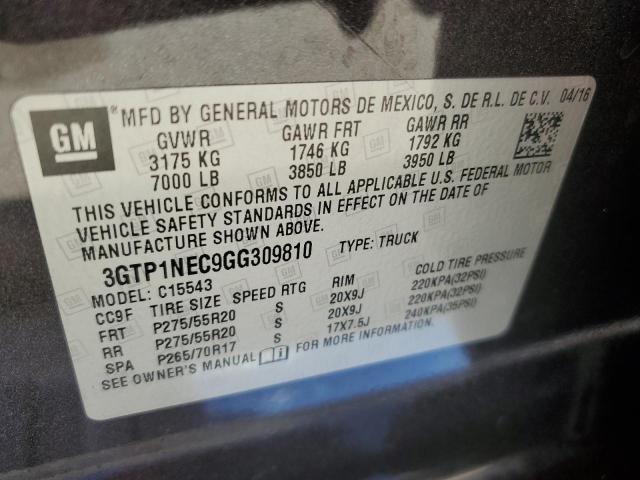 GM
MFD BY GENERAL MOTORS DE MEXICO, S. DE R.L. DE C.V. 04/16
GVWR GAWR FRT GAWR RR
3175 KG 1746 KG 1792 KG
7000 LB 3850 LB 3950 LB
THIS VEHICLE CONFORMS TO ALL APPLICABLE U.S. FEDERAL MOTOR
VEHICLE SAFETY STANDARDS IN EFFECT ON THE DATE OF
MANUFACTURE SHOWN ABOVE.
3GTP1NEC9GG309810 TYPE: TRUCK
MODEL: C15543
CC9F TIRE SIZE SPEED RTG RIM COLD TIRE PRESSURE
FRT P275/55R20 S 20X9J 220KPA(32PSI)
RR P275/55R20 S 20X9J 220KPA(32PSI)
SPA P265/70R17 S 17X7.5J 240KPA(35PSI)
SEE OWNER'S MANUAL i FOR MORE INFORMATION.